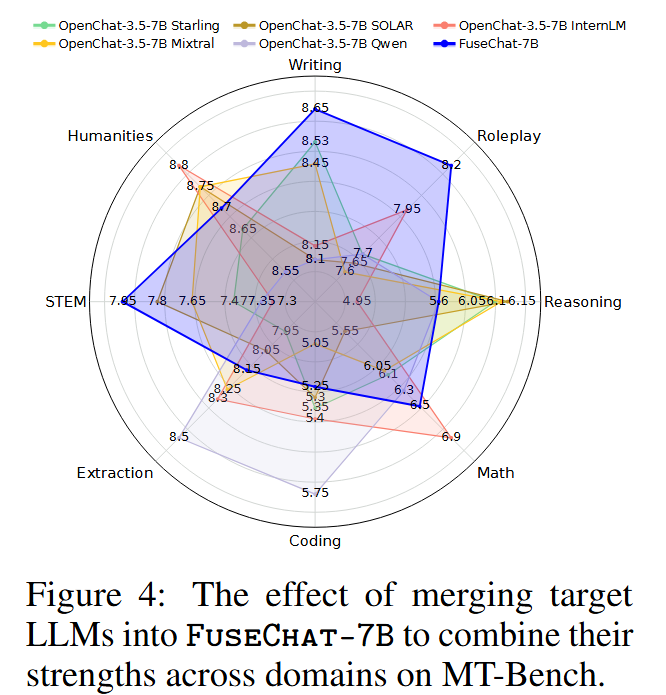 OpenChat-3.5-7B Starling OpenChat-3.5-7B SOLAR OpenChat-3.5-7B InternLM
OpenChat-3.5-7B Mixtral OpenChat-3.5-7B Qwen FuseChat-7B
Writing
8.65
Humanities Roleplay
8.53
8.45
8.8 8.2
8.75
8.7 7.95
8.65
8.15
8.1 7.7
7.65
8.55 7.6
STEM 7.8 7.65 7.47 7.35 7.3 4.95 5.6 6.05 6.1 6.15 Reasoning
7.95 5.55
8.05 5.05
8.15 6.05
6.1
8.25 5.25 6.3
8.3 5.3
5.35 6.5
5.4
8.5 6.9
Extraction Math
5.75
Coding
Figure 4: The effect of merging target
LLMs into FUSECHAT-7B to combine their
strengths across domains on MT-Bench.